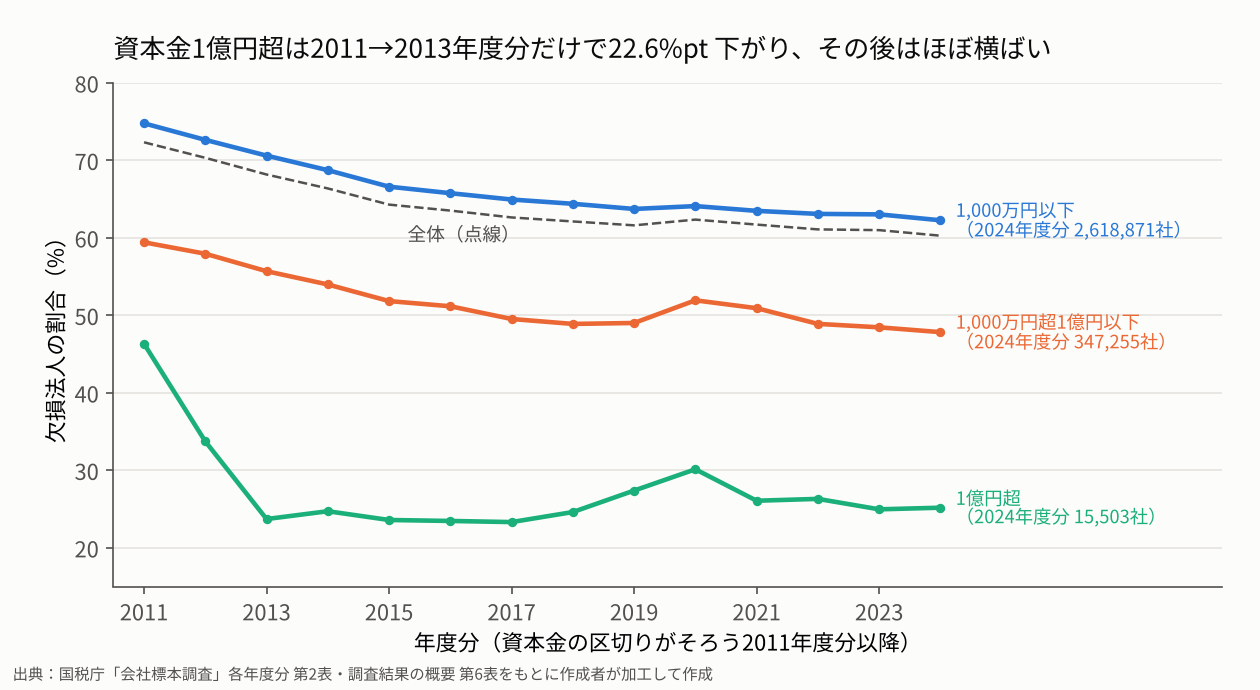 資本金1億円超は2011→2013年度分だけで22.6%pt 下がり、その後はほぼ横ばい
欠損法人の割合（%）
80
70
60
50
40
30
20
全体（点線）
1,000万円以下
（2024年度分 2,618,871社）
1,000万円超1億円以下
（2024年度分 347,255社）
1億円超
（2024年度分 15,503社）
2011
2013
2015
2017
2019
2021
2023
年度分（資本金の区切りがそろう2011年度分以降）
出典：国税庁「会社標本調査」各年度分 第2表・調査結果の概要 第6表をもとに作成者が加工して作成